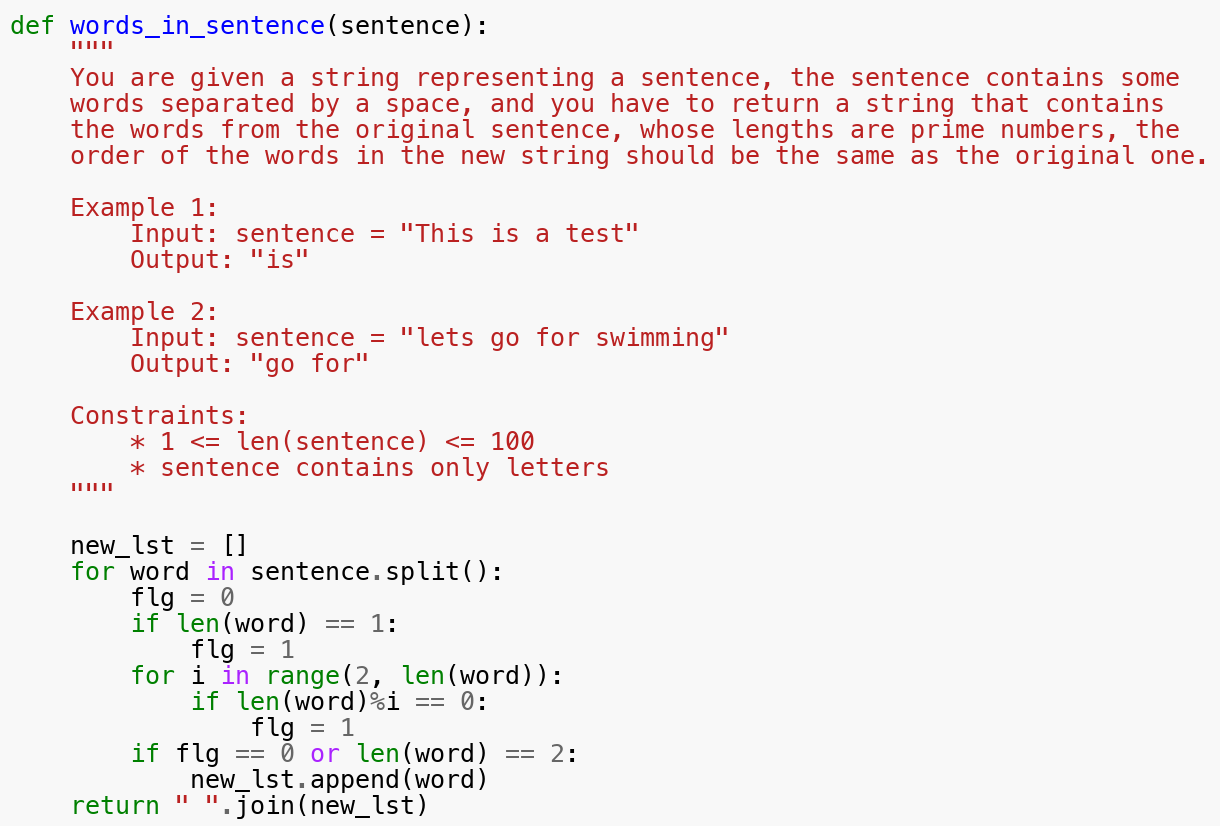 def words_in_sentence(sentence):
    """
    You are given a string representing a sentence, the sentence contains some
    words separated by a space, and you have to return a string that contains
    the words from the original sentence, whose lengths are prime numbers, the
    order of the words in the new string should be the same as the original one.

    Example 1:
        Input: sentence = "This is a test"
        Output: "is"

    Example 2:
        Input: sentence = "lets go for swimming"
        Output: "go for"

    Constraints:
        * 1 <= len(sentence) <= 100
        * sentence contains only letters
    """

    new_lst = []
    for word in sentence.split():
        flg = 0
        if len(word) == 1:
            flg = 1
        for i in range(2, len(word)):
            if len(word)%i == 0:
                flg = 1
        if flg == 0 or len(word) == 2:
            new_lst.append(word)
    return " ".join(new_lst)